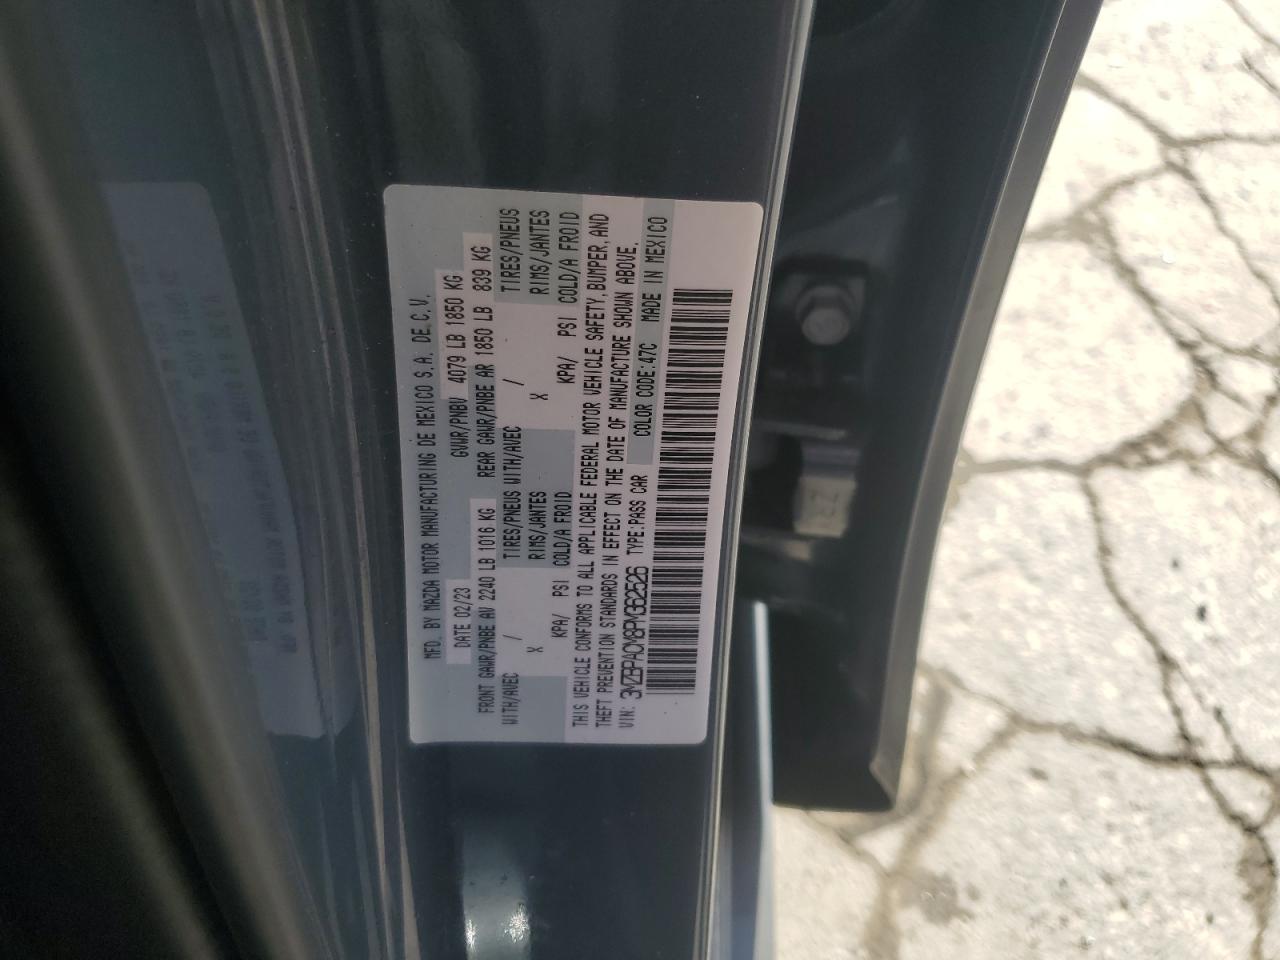 MFD. BY MAZDA MOTOR MANUFACTURING DE MEXICO S.A. DE C.V.
DATE 02/23 GVWR/PNBV 4079 LB 1850 KG
FRONT GAWR/PNBE AV 2240 LB 1016 KG REAR GAWR/PNBE AR 1850 LB 839 KG
WITH/AVEC / TIRES/PNEUS WITH/AVEC / TIRES/PNEUS
X RIMS/JANTES X RIMS/JANTES
KPA/ PSI COLD/A FROID KPA/ PSI COLD/A FROID
THIS VEHICLE CONFORMS TO ALL APPLICABLE FEDERAL MOTOR VEHICLE SAFETY, BUMPER, AND
THEFT PREVENTION STANDARDS IN EFFECT ON THE DATE OF MANUFACTURE SHOWN ABOVE.
VIN: 3MZBPACM8PM362526 TYPE:PASS CAR COLOR CODE:47C MADE IN MEXICO